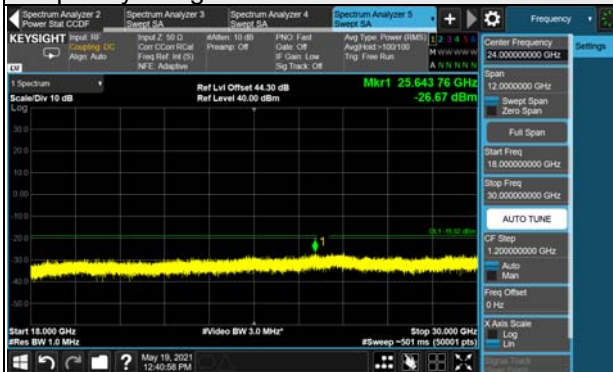 Spectrum Analyzer 2
Power Stat CCDF
Spectrum Analyzer 3
Swept SA
Spectrum Analyzer 4
Swept SA
Spectrum Analyzer 5
Swept SA
Frequency
KEYSIGHT
Input: RF
Coupling: DC
Align: Auto
Input Z: 50 Ω
Corr CCorr RCal
Freq Ref: Int (S)
NFE: Adaptive
#Atten: 10 dB
Preamp: Off
PNO: Fast
Gate: Off
IF Gain: Low
Sig Track: Off
Avg Type: Power (RMS)
Avg|Hold:>100/100
Trig: Free Run
1 2 3 4 5 6
M W W W W W
A N N N N N
LXI
1 Spectrum
Scale/Div 10 dB
Log
Ref Lvl Offset 44.30 dB
Ref Level 40.00 dBm
Mkr1 25.643 76 GHz
-26.67 dBm
30.0
20.0
10.0
0.00
-10.0
-20.0
-30.0
-40.0
-50.0
1
Start 18.000 GHz
#Res BW 1.0 MHz
#Video BW 3.0 MHz*
Stop 30.000 GHz
#Sweep ~501 ms (50001 pts)
Center Frequency
24.000000000 GHz
Settings
Span
12.0000000 GHz
Swept Span
Zero Span
Full Span
Start Freq
18.000000000 GHz
Stop Freq
30.000000000 GHz
AUTO TUNE
CF Step
1.200000000 GHz
Auto
Man
Freq Offset
0 Hz
X Axis Scale
Log
Lin
Signal Track
May 19, 2021
12:40:58 PM